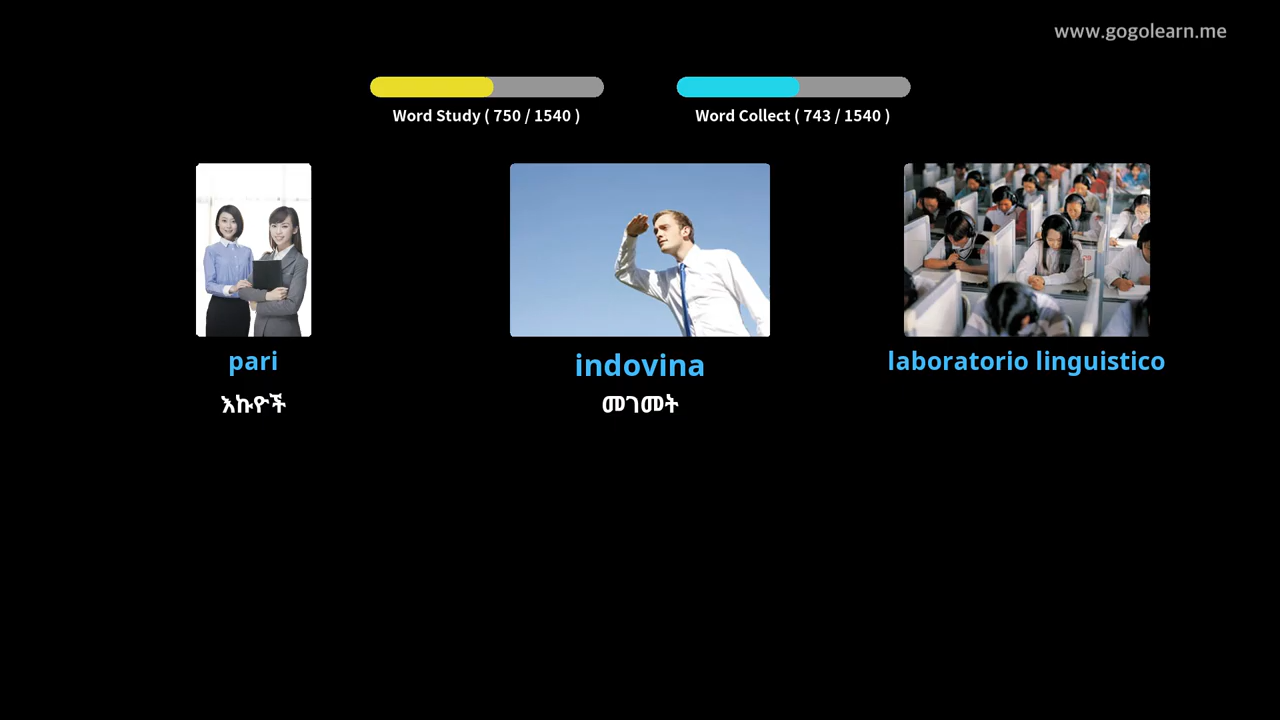 www.gogolearn.me
Word Study ( 750 / 1540 )
Word Collect ( 743 / 1540 )
pari
indovina
laboratorio linguistico
እኩዮች
መገመት